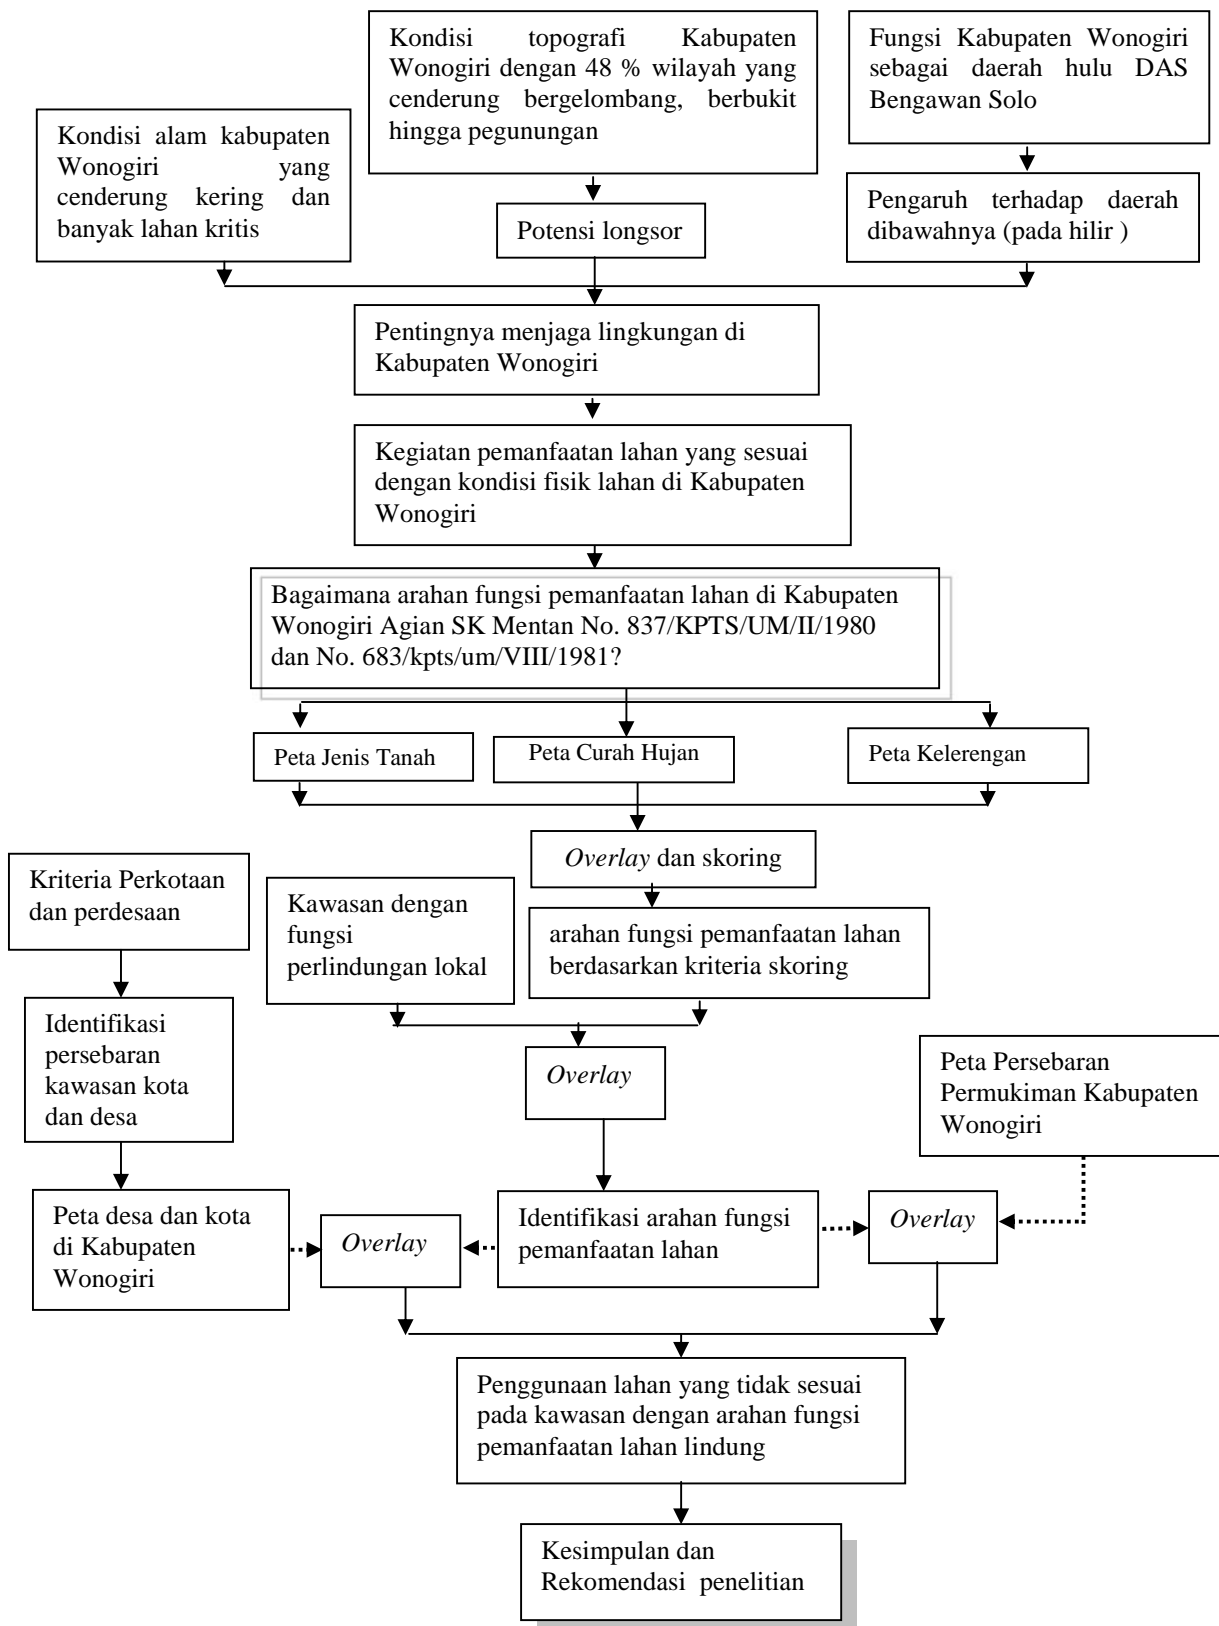 Kondisi topografi Kabupaten
Wonogiri dengan 48 % wilayah yang
cenderung bergelombang, berbukit
hingga pegunungan
Fungsi Kabupaten Wonogiri
sebagai daerah hulu DAS
Bengawan Solo
Kondisi alam kabupaten
Wonogiri yang
cenderung kering dan
banyak lahan kritis
Potensi longsor
Pengaruh terhadap daerah
dibawahnya (pada hilir )
Pentingnya menjaga lingkungan di
Kabupaten Wonogiri
Kegiatan pemanfaatan lahan yang sesuai
dengan kondisi fisik lahan di Kabupaten
Wonogiri
Bagaimana arahan fungsi pemanfaatan lahan di Kabupaten
Wonogiri Agian SK Mentan No. 837/KPTS/UM/II/1980
dan No. 683/kpts/um/VIII/1981?
Peta Jenis Tanah
Peta Curah Hujan
Peta Kelerengan
Overlay dan skoring
Kriteria Perkotaan
dan perdesaan
Kawasan dengan
fungsi
perlindungan lokal
arahan fungsi pemanfaatan lahan
berdasarkan kriteria skoring
Identifikasi
persebaran
kawasan kota
dan desa
Overlay
Peta Persebaran
Permukiman Kabupaten
Wonogiri
Peta desa dan kota
di Kabupaten
Wonogiri
Overlay
Identifikasi arahan fungsi
pemanfaatan lahan
Overlay
Penggunaan lahan yang tidak sesuai
pada kawasan dengan arahan fungsi
pemanfaatan lahan lindung
Kesimpulan dan
Rekomendasi penelitian